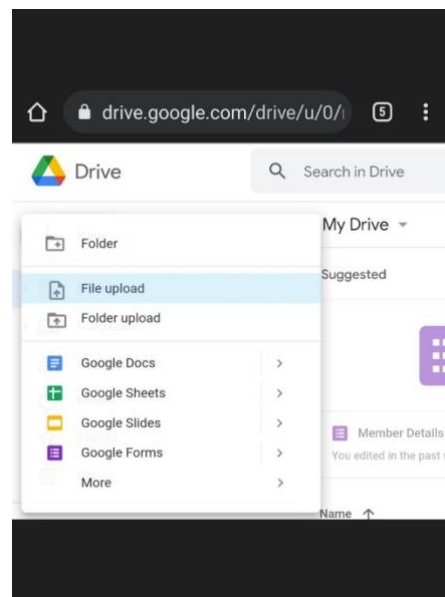 drive.google.com/drive/u/0/
5
Drive
Search in Drive
My Drive
Folder
Suggested
File upload
Folder upload
Google Docs
Google Sheets
Google Slides
Member Details
Google Forms
You edited in the past
More
Name